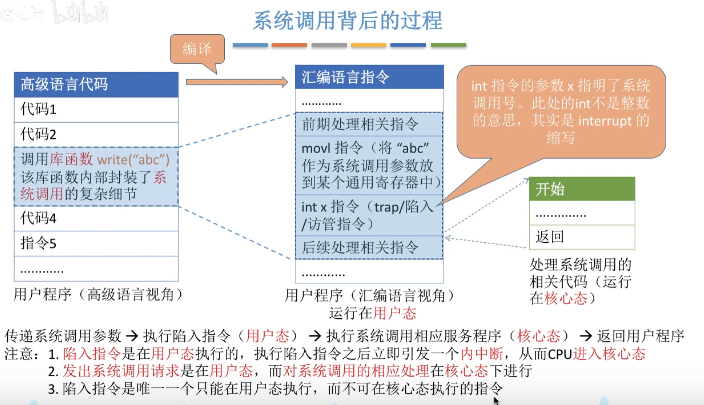 系统调用背后的过程
编译
高级语言代码
代码1
代码2
调用库函数 write(“abc”)
该库函数内部封装了系
统调用的复杂细节
代码4
指令5
............
用户程序（高级语言视角）
汇编语言指令
............
前期处理相关指令
movl 指令（将 “abc”
作为系统调用参数放
到某个通用寄存器中）
int x 指令（trap/陷入
/访管指令）
后续处理相关指令
............
用户程序（汇编语言视角）
运行在用户态
int 指令的参数 x 指明了系统
调用号。此处的int不是整数
的意思，其实是 interrupt 的
缩写
开始
..............
返回
处理系统调用的
相关代码（运行
在核心态）
传递系统调用参数 → 执行陷入指令（用户态） → 执行系统调用相应服务程序（核心态） → 返回用户程序
注意：1. 陷入指令是在用户态执行的，执行陷入指令之后立即引发一个内中断，从而CPU进入核心态
2. 发出系统调用请求是在用户态，而对系统调用的相应处理在核心态下进行
3. 陷入指令是唯一一个只能在用户态执行，而不可在核心态执行的指令